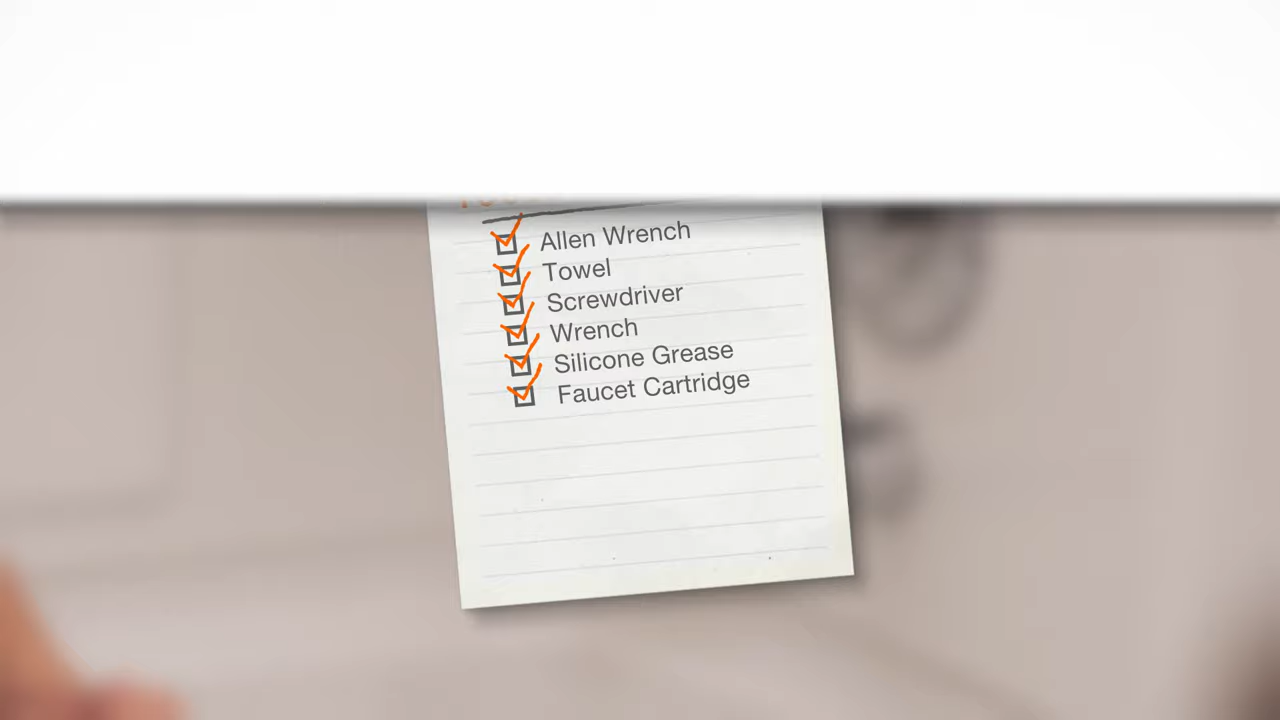 Allen Wrench
Towel
Screwdriver
Wrench
Silicone Grease
Faucet Cartridge